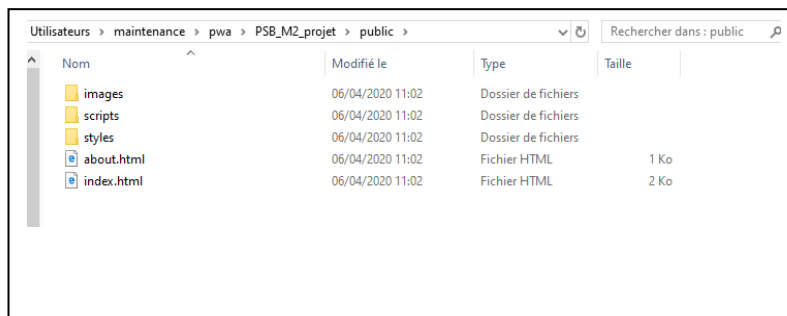 Utilisateurs > maintenance > pwa > PSB_M2_projet > public > Rechercher dans : public
Nom Modifié le Type Taille
images 06/04/2020 11:02 Dossier de fichiers
scripts 06/04/2020 11:02 Dossier de fichiers
styles 06/04/2020 11:02 Dossier de fichiers
about.html 06/04/2020 11:02 Fichier HTML 1 Ko
index.html 06/04/2020 11:02 Fichier HTML 2 Ko